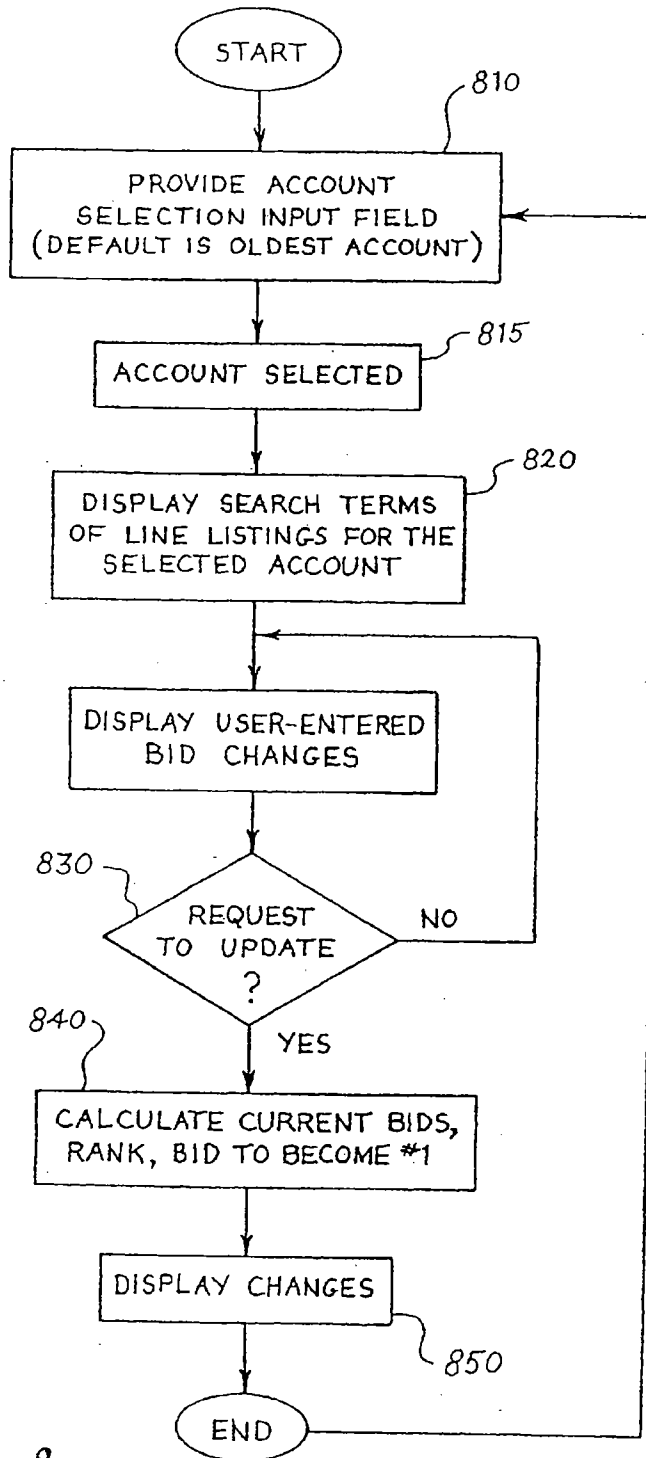 START
810
PROVIDE ACCOUNT
SELECTION INPUT FIELD
(DEFAULT IS OLDEST ACCOUNT)
815
ACCOUNT SELECTED
820
DISPLAY SEARCH TERMS
OF LINE LISTINGS FOR THE
SELECTED ACCOUNT
DISPLAY USER-ENTERED
BID CHANGES
830
REQUEST
TO UPDATE
?
NO
YES
840
CALCULATE CURRENT BIDS,
RANK, BID TO BECOME #1
DISPLAY CHANGES
850
END